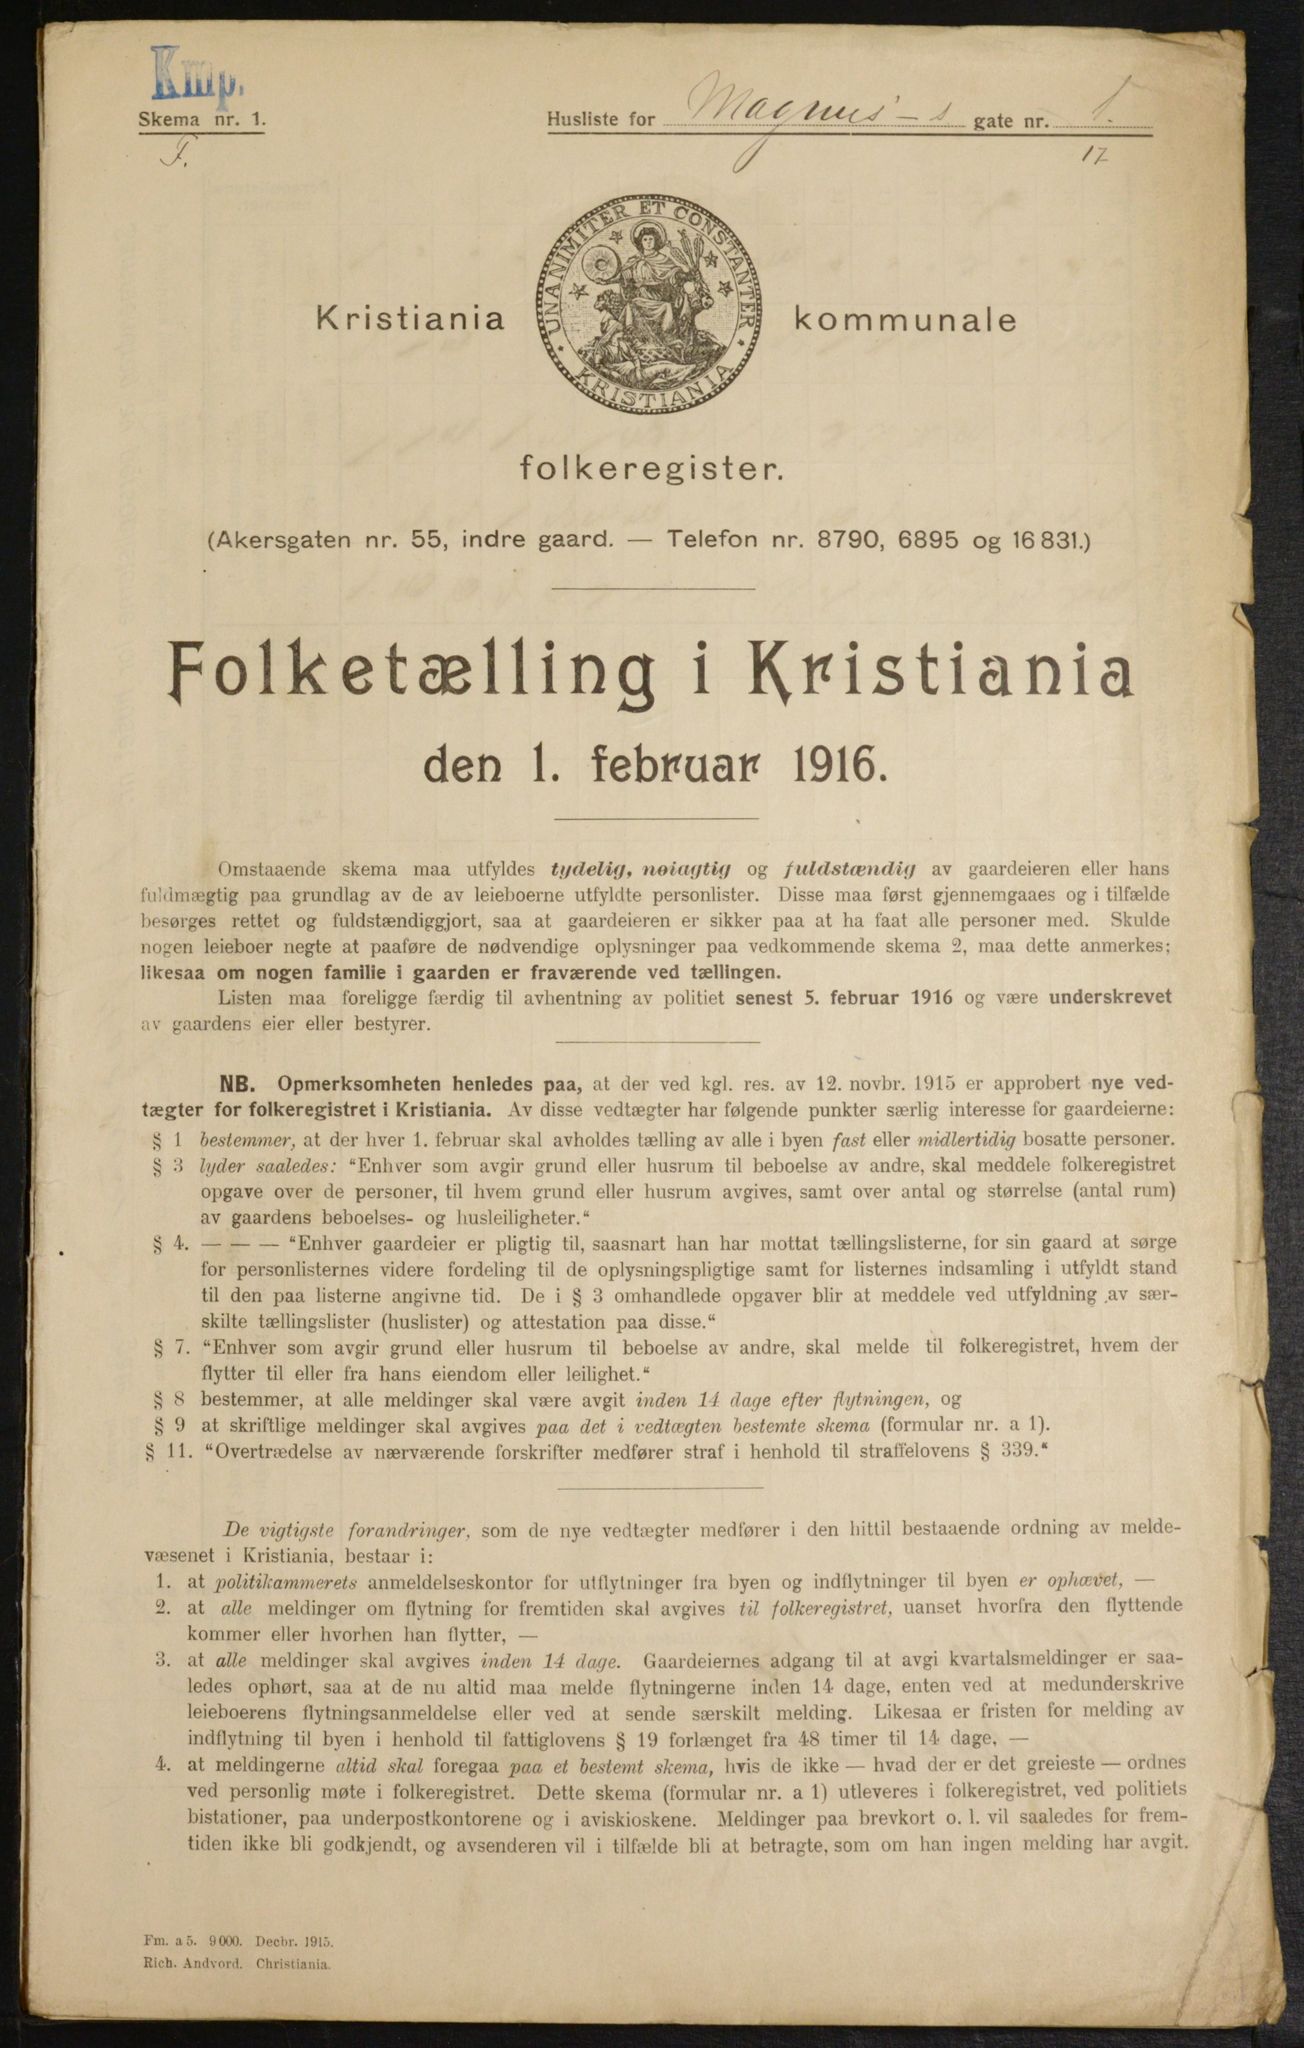 Kmp.
Skema nr. 1.
Husliste for Magnus's gate nr. 1.
F.
17
UNANIMITER ET CONSTANTER
KRISTIANIA
Kristiania kommunale
folkeregister.
(Akersgaten nr. 55, indre gaard. — Telefon nr. 8790, 6895 og 16 831.)
Folketælling i Kristiania
den 1. februar 1916.
Omstaaende skema maa utfyldes tydelig, nøiagtig og fuldstændig av gaardeieren eller hans
fuldmægtig paa grundlag av de av leieboerne utfyldte personlister. Disse maa først gjennemgaaes og i tilfælde
besørges rettet og fuldstændiggjort, saa at gaardeieren er sikker paa at ha faat alle personer med. Skulde
nogen leieboer negte at paaføre de nødvendige oplysninger paa vedkommende skema 2, maa dette anmerkes;
likesaa om nogen familie i gaarden er fraværende ved tællingen.
Listen maa foreligge færdig til avhentning av politiet senest 5. februar 1916 og være underskrevet
av gaardens eier eller bestyrer.
NB. Opmerksomheten henledes paa, at der ved kgl. res. av 12. novbr. 1915 er approbert nye ved-
tægter for folkeregistret i Kristiania. Av disse vedtægter har følgende punkter særlig interesse for gaardeierne:
§ 1 bestemmer, at der hver 1. februar skal avholdes tælling av alle i byen fast eller midlertidig bosatte personer.
§ 3 lyder saaledes: “Enhver som avgir grund eller husrum til beboelse av andre, skal meddele folkeregistret
opgave over de personer, til hvem grund eller husrum avgives, samt over antal og størrelse (antal rum)
av gaardens beboelses- og husleiligheter.“
§ 4. — — — “Enhver gaardeier er pligtig til, saasnart han har mottat tællingslisterne, for sin gaard at sørge
for personlisternes videre fordeling til de oplysningspligtige samt for listernes indsamling i utfyldt stand
til den paa listerne angivne tid. De i § 3 omhandlede opgaver blir at meddele ved utfyldning av sær-
skilte tællingslister (huslister) og attestation paa disse.“
§ 7. “Enhver som avgir grund eller husrum til beboelse av andre, skal melde til folkeregistret, hvem der
flytter til eller fra hans eiendom eller leilighet.“
§ 8 bestemmer, at alle meldinger skal være avgit inden 14 dage efter flytningen, og
§ 9 at skriftlige meldinger skal avgives paa det i vedtægten bestemte skema (formular nr. a 1).
§ 11. “Overtrædelse av nærværende forskrifter medfører straf i henhold til straffelovens § 339.“
De vigtigste forandringer, som de nye vedtægter medfører i den hittil bestaaende ordning av melde-
væsenet i Kristiania, bestaar i:
1. at politikammerets anmeldelseskontor for utflytninger fra byen og indflytninger til byen er ophævet, —
2. at alle meldinger om flytning for fremtiden skal avgives til folkeregistret, uanset hvorfra den flyttende
kommer eller hvorhen han flytter, —
3. at alle meldinger skal avgives inden 14 dage. Gaardeiernes adgang til at avgi kvartalsmeldinger er saa-
ledes ophørt, saa at de nu altid maa melde flytningerne inden 14 dage, enten ved at medunderskrive
leieboerens flytningsanmeldelse eller ved at sende særskilt melding. Likesaa er fristen for melding av
indflytning til byen i henhold til fattiglovens § 19 forlænget fra 48 timer til 14 dage, —
4. at meldingerne altid skal foregaa paa et bestemt skema, hvis de ikke — hvad der er det greieste — ordnes
ved personlig møte i folkeregistret. Dette skema (formular nr. a 1) utleveres i folkeregistret, ved politiets
bistationer, paa underpostkontorene og i aviskioskene. Meldinger paa brevkort o. l. vil saaledes for frem-
tiden ikke bli godkjendt, og avsenderen vil i tilfælde bli at betragte, som om han ingen melding har avgit.
Fm. a 5. 9 000. Decbr. 1915.
Rich. Andvord. Christiania.